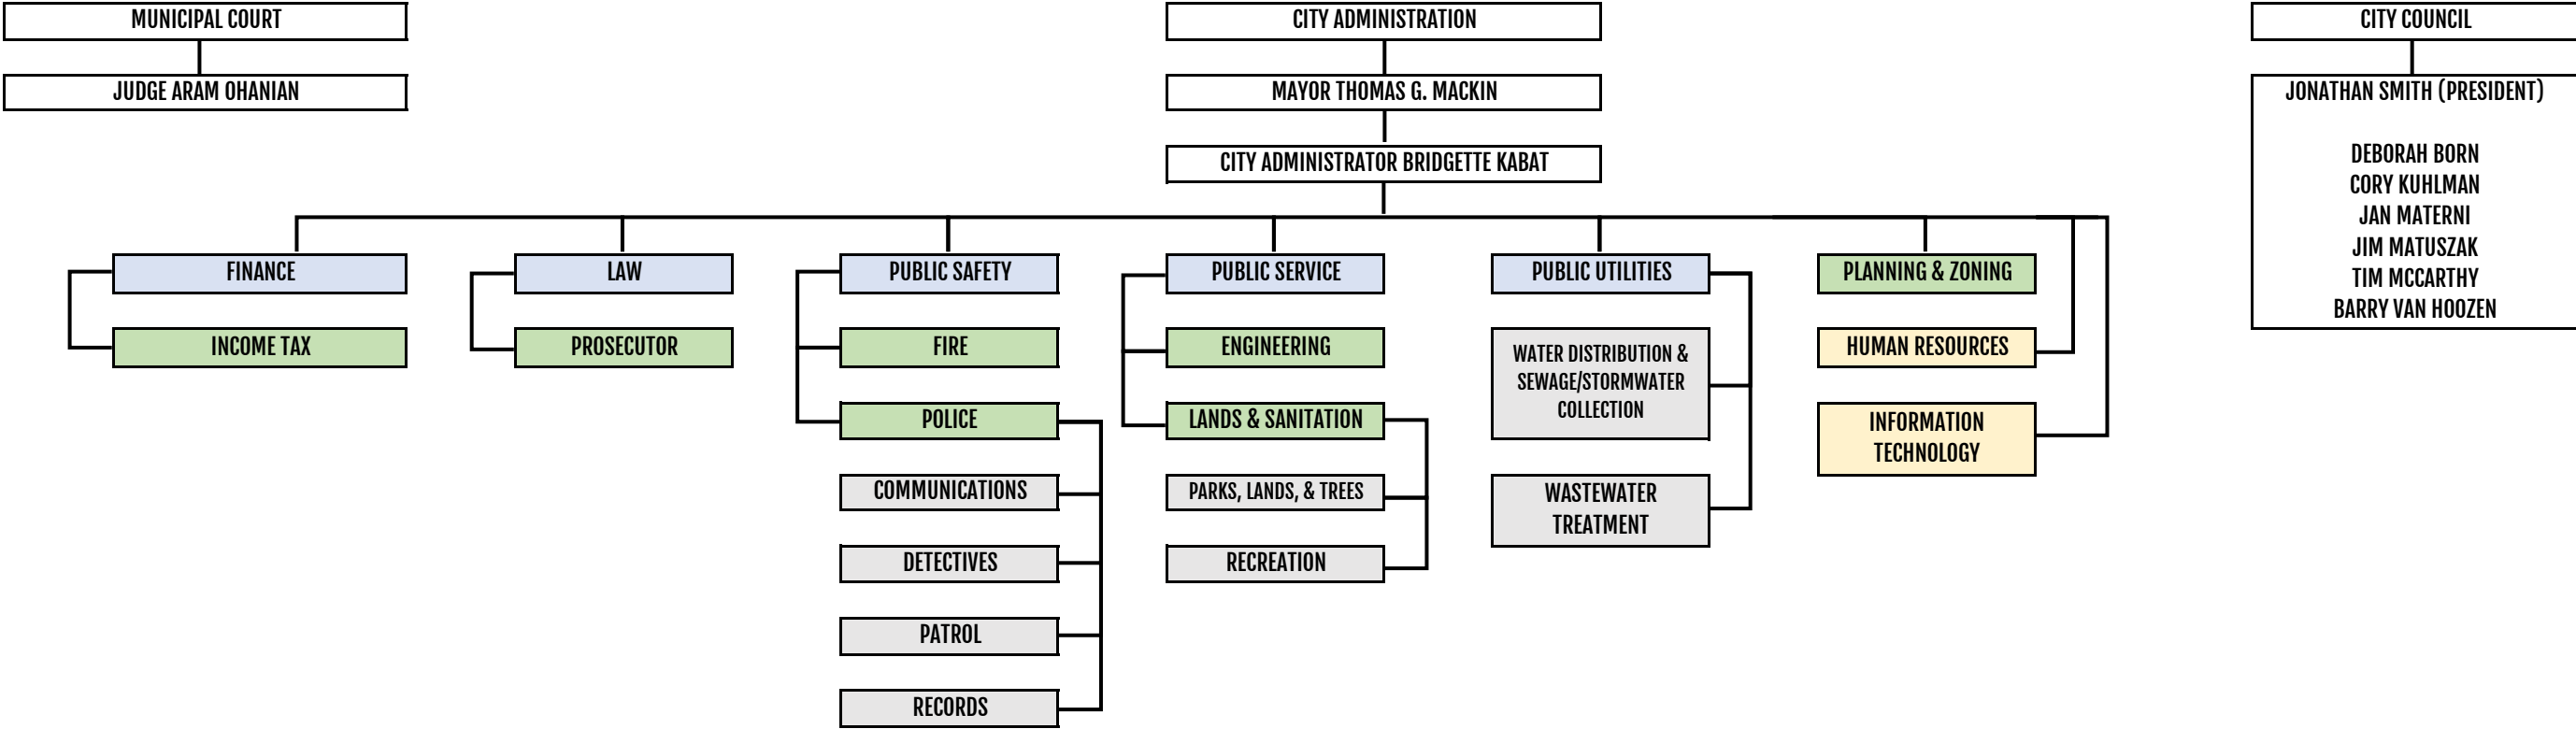 MUNICIPAL COURT
JUDGE ARAM OHANIAN
CITY ADMINISTRATION
MAYOR THOMAS G. MACKIN
CITY ADMINISTRATOR BRIDGETTE KABAT
CITY COUNCIL
JONATHAN SMITH (PRESIDENT)
DEBORAH BORN
CORY KUHLMAN
JAN MATERNI
JIM MATUSZAK
TIM MCCARTHY
BARRY VAN HOOZEN
FINANCE
INCOME TAX
LAW
PROSECUTOR
PUBLIC SAFETY
FIRE
POLICE
COMMUNICATIONS
DETECTIVES
PATROL
RECORDS
PUBLIC SERVICE
ENGINEERING
LANDS & SANITATION
PARKS, LANDS, & TREES
RECREATION
PUBLIC UTILITIES
WATER DISTRIBUTION &
SEWAGE/STORMWATER
COLLECTION
WASTEWATER
TREATMENT
PLANNING & ZONING
HUMAN RESOURCES
INFORMATION
TECHNOLOGY